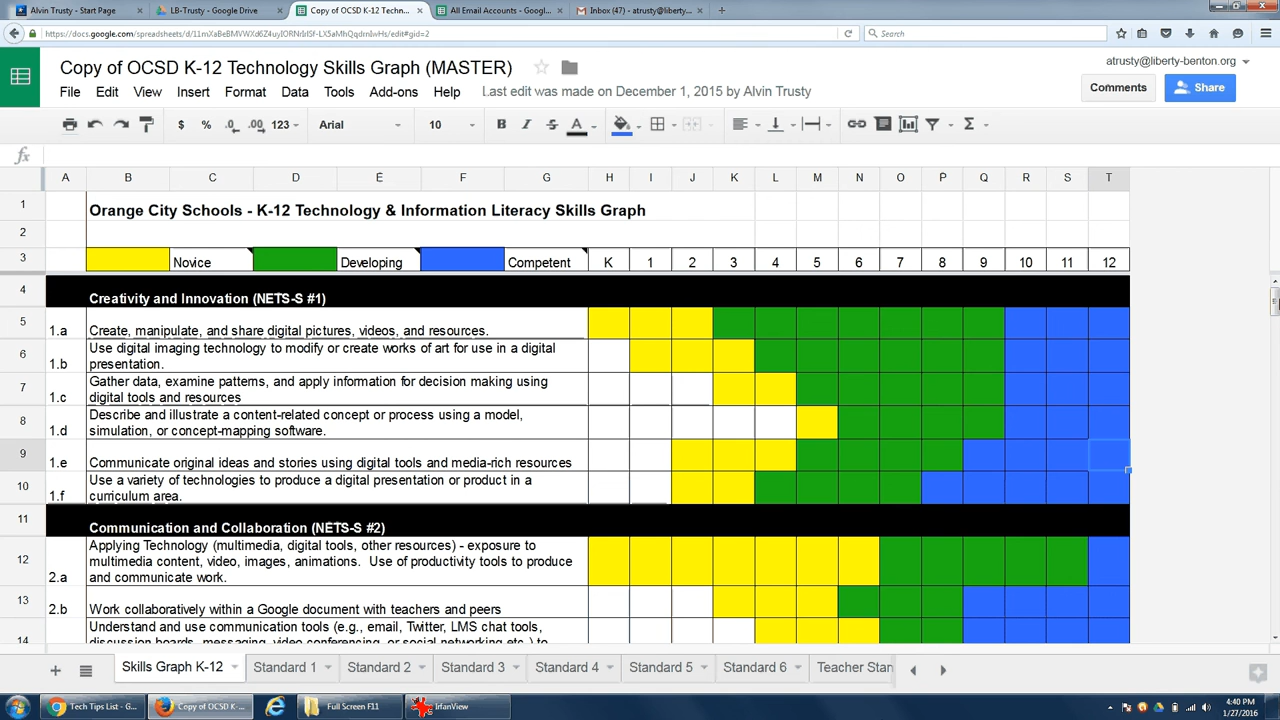 Alvin Trusty - Start Page
LB-Trusty - Google Drive
Copy of OCSD K-12 Techn...
All Email Accounts - Googl...
Inbox (47) - atrusty@liberty...
Search
Copy of OCSD K-12 Technology Skills Graph (MASTER)
atrusty@liberty-benton.org
File Edit View Insert Format Data Tools Add-ons Help
Last edit was made on December 1, 2015 by Alvin Trusty
Comments
Share
$ % .0 .00 123 Arial 10 B I S A
fx
A B C D E F G H I J K L M N O P Q R S T
1
Orange City Schools - K-12 Technology & Information Literacy Skills Graph
2
3 Novice Developing Competent K 1 2 3 4 5 6 7 8 9 10 11 12
4 Creativity and Innovation (NETS-S #1)
5 1.a Create, manipulate, and share digital pictures, videos, and resources.
6 Use digital imaging technology to modify or create works of art for use in a digital
1.b presentation.
7 Gather data, examine patterns, and apply information for decision making using
1.c digital tools and resources
8 Describe and illustrate a content-related concept or process using a model,
1.d simulation, or concept-mapping software.
9 1.e Communicate original ideas and stories using digital tools and media-rich resources
10 Use a variety of technologies to produce a digital presentation or product in a
1.f curriculum area.
11 Communication and Collaboration (NETS-S #2)
12 Applying Technology (multimedia, digital tools, other resources) - exposure to
multimedia content, video, images, animations. Use of productivity tools to produce
2.a and communicate work.
13 2.b Work collaboratively within a Google document with teachers and peers
14 Understand and use communication tools (e.g., email, Twitter, LMS chat tools,
discussion boards, messaging, video conferencing, or social networking etc.) to
Skills Graph K-12 Standard 1 Standard 2 Standard 3 Standard 4 Standard 5 Standard 6 Teacher Stan
Tech Tips List - G...
Copy of OCSD K-...
Full Screen F11
IrfanView
4:40 PM
1/27/2016